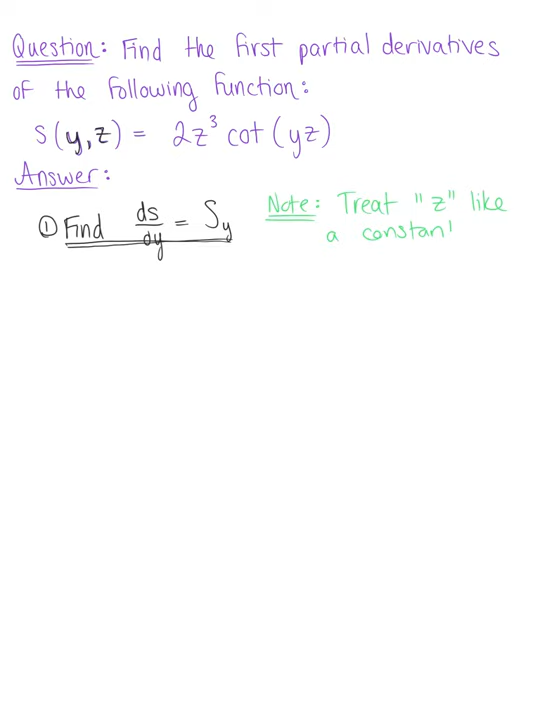 Question: Find the first partial derivatives
of the following function:
s(y,z) = 2z³ cot(yz)
Answer:
① Find ds/dy = Sy
Note: Treat "z" like
a constan